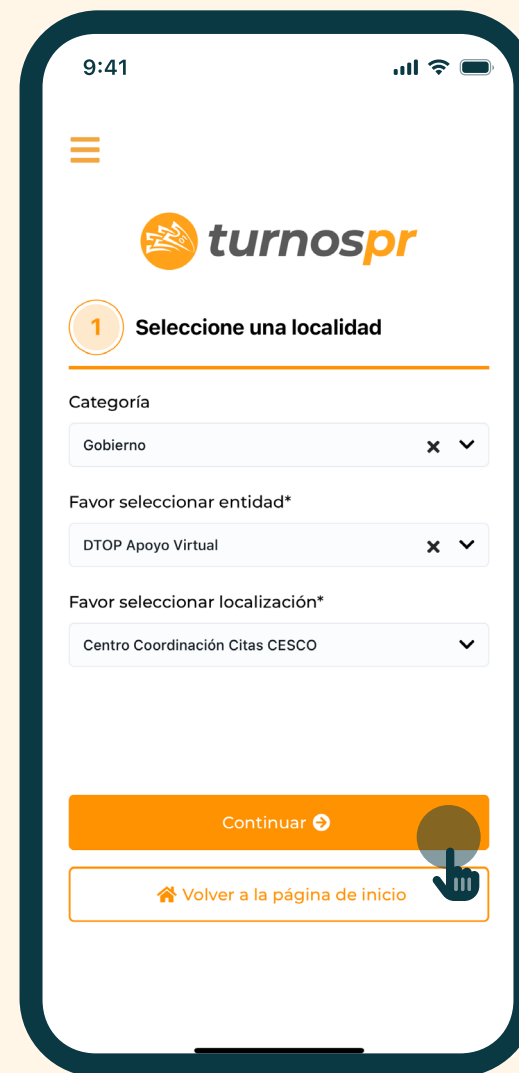 9:41
turnospr
1 Seleccione una localidad
Categoría
Gobierno
Favor seleccionar entidad*
DTOP Apoyo Virtual
Favor seleccionar localización*
Centro Coordinación Citas CESCO
Continuar
Volver a la página de inicio